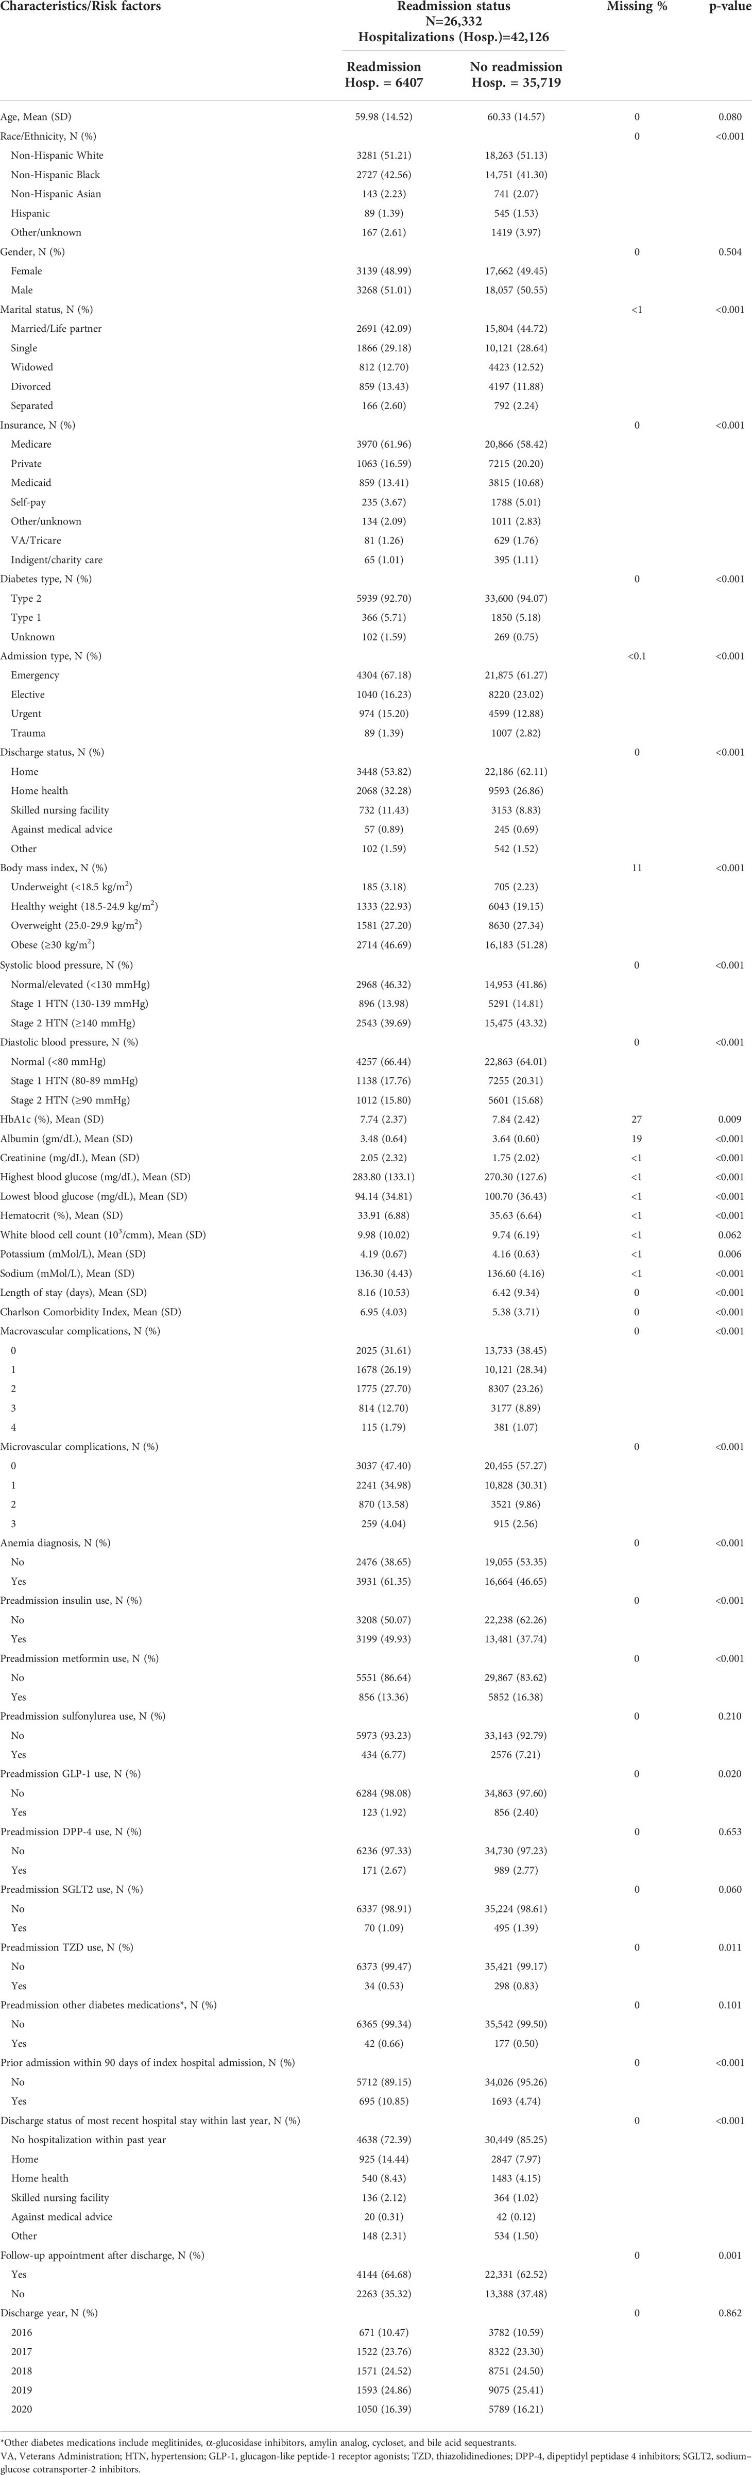 Characteristics/Risk factors Readmission status Missing % p-value
N=26,332
Hospitalizations (Hosp.)=42,126
Readmission No readmission
Hosp. = 6407 Hosp. = 35,719
Age, Mean (SD) 59.98 (14.52) 60.33 (14.57) 0 0.080
Race/Ethnicity, N (%) 0 <0.001
Non-Hispanic White 3281 (51.21) 18,263 (51.13)
Non-Hispanic Black 2727 (42.56) 14,751 (41.30)
Non-Hispanic Asian 143 (2.23) 741 (2.07)
Hispanic 89 (1.39) 545 (1.53)
Other/unknown 167 (2.61) 1419 (3.97)
Gender, N (%) 0 0.504
Female 3139 (48.99) 17,662 (49.45)
Male 3268 (51.01) 18,057 (50.55)
Marital status, N (%) <1 <0.001
Married/Life partner 2691 (42.09) 15,804 (44.72)
Single 1866 (29.18) 10,121 (28.64)
Widowed 812 (12.70) 4423 (12.52)
Divorced 859 (13.43) 4197 (11.88)
Separated 166 (2.60) 792 (2.24)
Insurance, N (%) 0 <0.001
Medicare 3970 (61.96) 20,866 (58.42)
Private 1063 (16.59) 7215 (20.20)
Medicaid 859 (13.41) 3815 (10.68)
Self-pay 235 (3.67) 1788 (5.01)
Other/unknown 134 (2.09) 1011 (2.83)
VA/Tricare 81 (1.26) 629 (1.76)
Indigent/charity care 65 (1.01) 395 (1.11)
Diabetes type, N (%) 0 <0.001
Type 2 5939 (92.70) 33,600 (94.07)
Type 1 366 (5.71) 1850 (5.18)
Unknown 102 (1.59) 269 (0.75)
Admission type, N (%) <0.1 <0.001
Emergency 4304 (67.18) 21,875 (61.27)
Elective 1040 (16.23) 8220 (23.02)
Urgent 974 (15.20) 4599 (12.88)
Trauma 89 (1.39) 1007 (2.82)
Discharge status, N (%) 0 <0.001
Home 3448 (53.82) 22,186 (62.11)
Home health 2068 (32.28) 9593 (26.86)
Skilled nursing facility 732 (11.43) 3153 (8.83)
Against medical advice 57 (0.89) 245 (0.69)
Other 102 (1.59) 542 (1.52)
Body mass index, N (%) 11 <0.001
Underweight (<18.5 kg/m²) 185 (3.18) 705 (2.23)
Healthy weight (18.5-24.9 kg/m²) 1333 (22.93) 6043 (19.15)
Overweight (25.0-29.9 kg/m²) 1581 (27.20) 8630 (27.34)
Obese (≥30 kg/m²) 2714 (46.69) 16,183 (51.28)
Systolic blood pressure, N (%) 0 <0.001
Normal/elevated (<130 mmHg) 2968 (46.32) 14,953 (41.86)
Stage 1 HTN (130-139 mmHg) 896 (13.98) 5291 (14.81)
Stage 2 HTN (≥140 mmHg) 2543 (39.69) 15,475 (43.32)
Diastolic blood pressure, N (%) 0 <0.001
Normal (<80 mmHg) 4257 (66.44) 22,863 (64.01)
Stage 1 HTN (80-89 mmHg) 1138 (17.76) 7255 (20.31)
Stage 2 HTN (≥90 mmHg) 1012 (15.80) 5601 (15.68)
HbA1c (%), Mean (SD) 7.74 (2.37) 7.84 (2.42) 27 0.009
Albumin (gm/dL), Mean (SD) 3.48 (0.64) 3.64 (0.60) 19 <0.001
Creatinine (mg/dL), Mean (SD) 2.05 (2.32) 1.75 (2.02) <1 <0.001
Highest blood glucose (mg/dL), Mean (SD) 283.80 (133.1) 270.30 (127.6) <1 <0.001
Lowest blood glucose (mg/dL), Mean (SD) 94.14 (34.81) 100.70 (36.43) <1 <0.001
Hematocrit (%), Mean (SD) 33.91 (6.88) 35.63 (6.64) <1 <0.001
White blood cell count (10³/cmm), Mean (SD) 9.98 (10.02) 9.74 (6.19) <1 0.062
Potassium (mMol/L), Mean (SD) 4.19 (0.67) 4.16 (0.63) <1 0.006
Sodium (mMol/L), Mean (SD) 136.30 (4.43) 136.60 (4.16) <1 <0.001
Length of stay (days), Mean (SD) 8.16 (10.53) 6.42 (9.34) 0 <0.001
Charlson Comorbidity Index, Mean (SD) 6.95 (4.03) 5.38 (3.71) 0 <0.001
Macrovascular complications, N (%) 0 <0.001
0 2025 (31.61) 13,733 (38.45)
1 1678 (26.19) 10,121 (28.34)
2 1775 (27.70) 8307 (23.26)
3 814 (12.70) 3177 (8.89)
4 115 (1.79) 381 (1.07)
Microvascular complications, N (%) 0 <0.001
0 3037 (47.40) 20,455 (57.27)
1 2241 (34.98) 10,828 (30.31)
2 870 (13.58) 3521 (9.86)
3 259 (4.04) 915 (2.56)
Anemia diagnosis, N (%) 0 <0.001
No 2476 (38.65) 19,055 (53.35)
Yes 3931 (61.35) 16,664 (46.65)
Preadmission insulin use, N (%) 0 <0.001
No 3208 (50.07) 22,238 (62.26)
Yes 3199 (49.93) 13,481 (37.74)
Preadmission metformin use, N (%) 0 <0.001
No 5551 (86.64) 29,867 (83.62)
Yes 856 (13.36) 5852 (16.38)
Preadmission sulfonylurea use, N (%) 0 0.210
No 5973 (93.23) 33,143 (92.79)
Yes 434 (6.77) 2576 (7.21)
Preadmission GLP-1 use, N (%) 0 0.020
No 6284 (98.08) 34,863 (97.60)
Yes 123 (1.92) 856 (2.40)
Preadmission DPP-4 use, N (%) 0 0.653
No 6236 (97.33) 34,730 (97.23)
Yes 171 (2.67) 989 (2.77)
Preadmission SGLT2 use, N (%) 0 0.060
No 6337 (98.91) 35,224 (98.61)
Yes 70 (1.09) 495 (1.39)
Preadmission TZD use, N (%) 0 0.011
No 6373 (99.47) 35,421 (99.17)
Yes 34 (0.53) 298 (0.83)
Preadmission other diabetes medications*, N (%) 0 0.101
No 6365 (99.34) 35,542 (99.50)
Yes 42 (0.66) 177 (0.50)
Prior admission within 90 days of index hospital admission, N (%) 0 <0.001
No 5712 (89.15) 34,026 (95.26)
Yes 695 (10.85) 1693 (4.74)
Discharge status of most recent hospital stay within last year, N (%) 0 <0.001
No hospitalization within past year 4638 (72.39) 30,449 (85.25)
Home 925 (14.44) 2847 (7.97)
Home health 540 (8.43) 1483 (4.15)
Skilled nursing facility 136 (2.12) 364 (1.02)
Against medical advice 20 (0.31) 42 (0.12)
Other 148 (2.31) 534 (1.50)
Follow-up appointment after discharge, N (%) 0 0.001
Yes 4144 (64.68) 22,331 (62.52)
No 2263 (35.32) 13,388 (37.48)
Discharge year, N (%) 0 0.862
2016 671 (10.47) 3782 (10.59)
2017 1522 (23.76) 8322 (23.30)
2018 1571 (24.52) 8751 (24.50)
2019 1593 (24.86) 9075 (25.41)
2020 1050 (16.39) 5789 (16.21)
*Other diabetes medications include meglitinides, α-glucosidase inhibitors, amylin analog, cycloset, and bile acid sequestrants.
VA, Veterans Administration; HTN, hypertension; GLP-1, glucagon-like peptide-1 receptor agonists; TZD, thiazolidinediones; DPP-4, dipeptidyl peptidase 4 inhibitors; SGLT2, sodium–
glucose cotransporter-2 inhibitors.